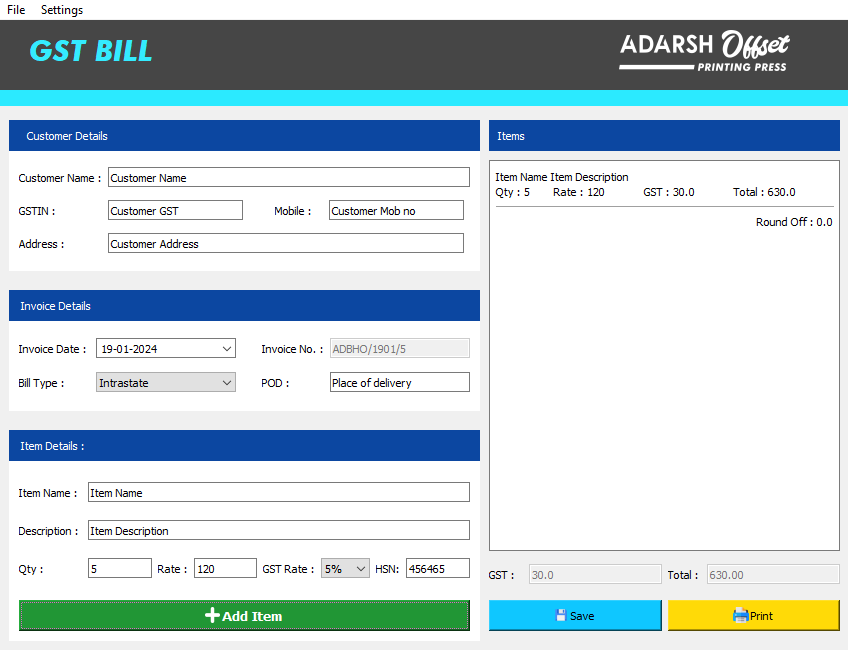 File Settings
GST BILL
ADARSH Offset
PRINTING PRESS
Customer Details
Customer Name : Customer Name
GSTIN : Customer GST Mobile : Customer Mob no
Address : Customer Address
Invoice Details
Invoice Date : 19-01-2024 Invoice No. : ADBHO/1901/5
Bill Type : Intrastate POD : Place of delivery
Item Details :
Item Name : Item Name
Description : Item Description
Qty : 5 Rate : 120 GST Rate : 5% HSN: 456465
Add Item
Items
Item Name Item Description
Qty : 5 Rate : 120 GST : 30.0 Total : 630.0
Round Off : 0.0
GST : 30.0 Total : 630.00
Save Print